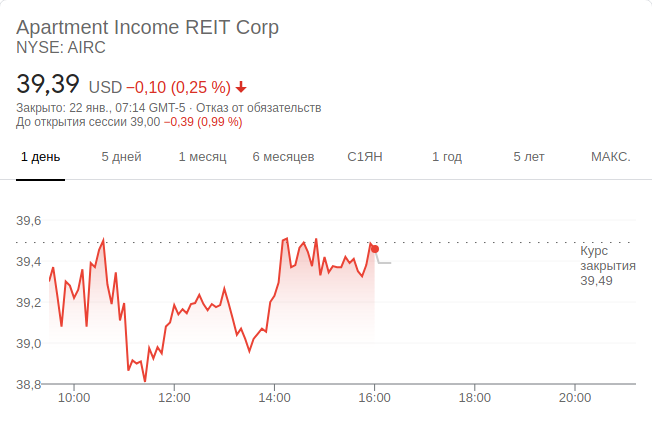 Apartment Income REIT Corp
NYSE: AIRC
39,39 USD −0,10 (0,25 %)
Закрыто: 22 янв., 07:14 GMT-5 · Отказ от обязательств
До открытия сессии 39,00 −0,39 (0,99 %)
1 день 5 дней 1 месяц 6 месяцев С1ЯН 1 год 5 лет МАКС.
39,6
39,4
39,2
39,0
38,8
Курс
закрытия
39,49
10:00 12:00 14:00 16:00 18:00 20:00